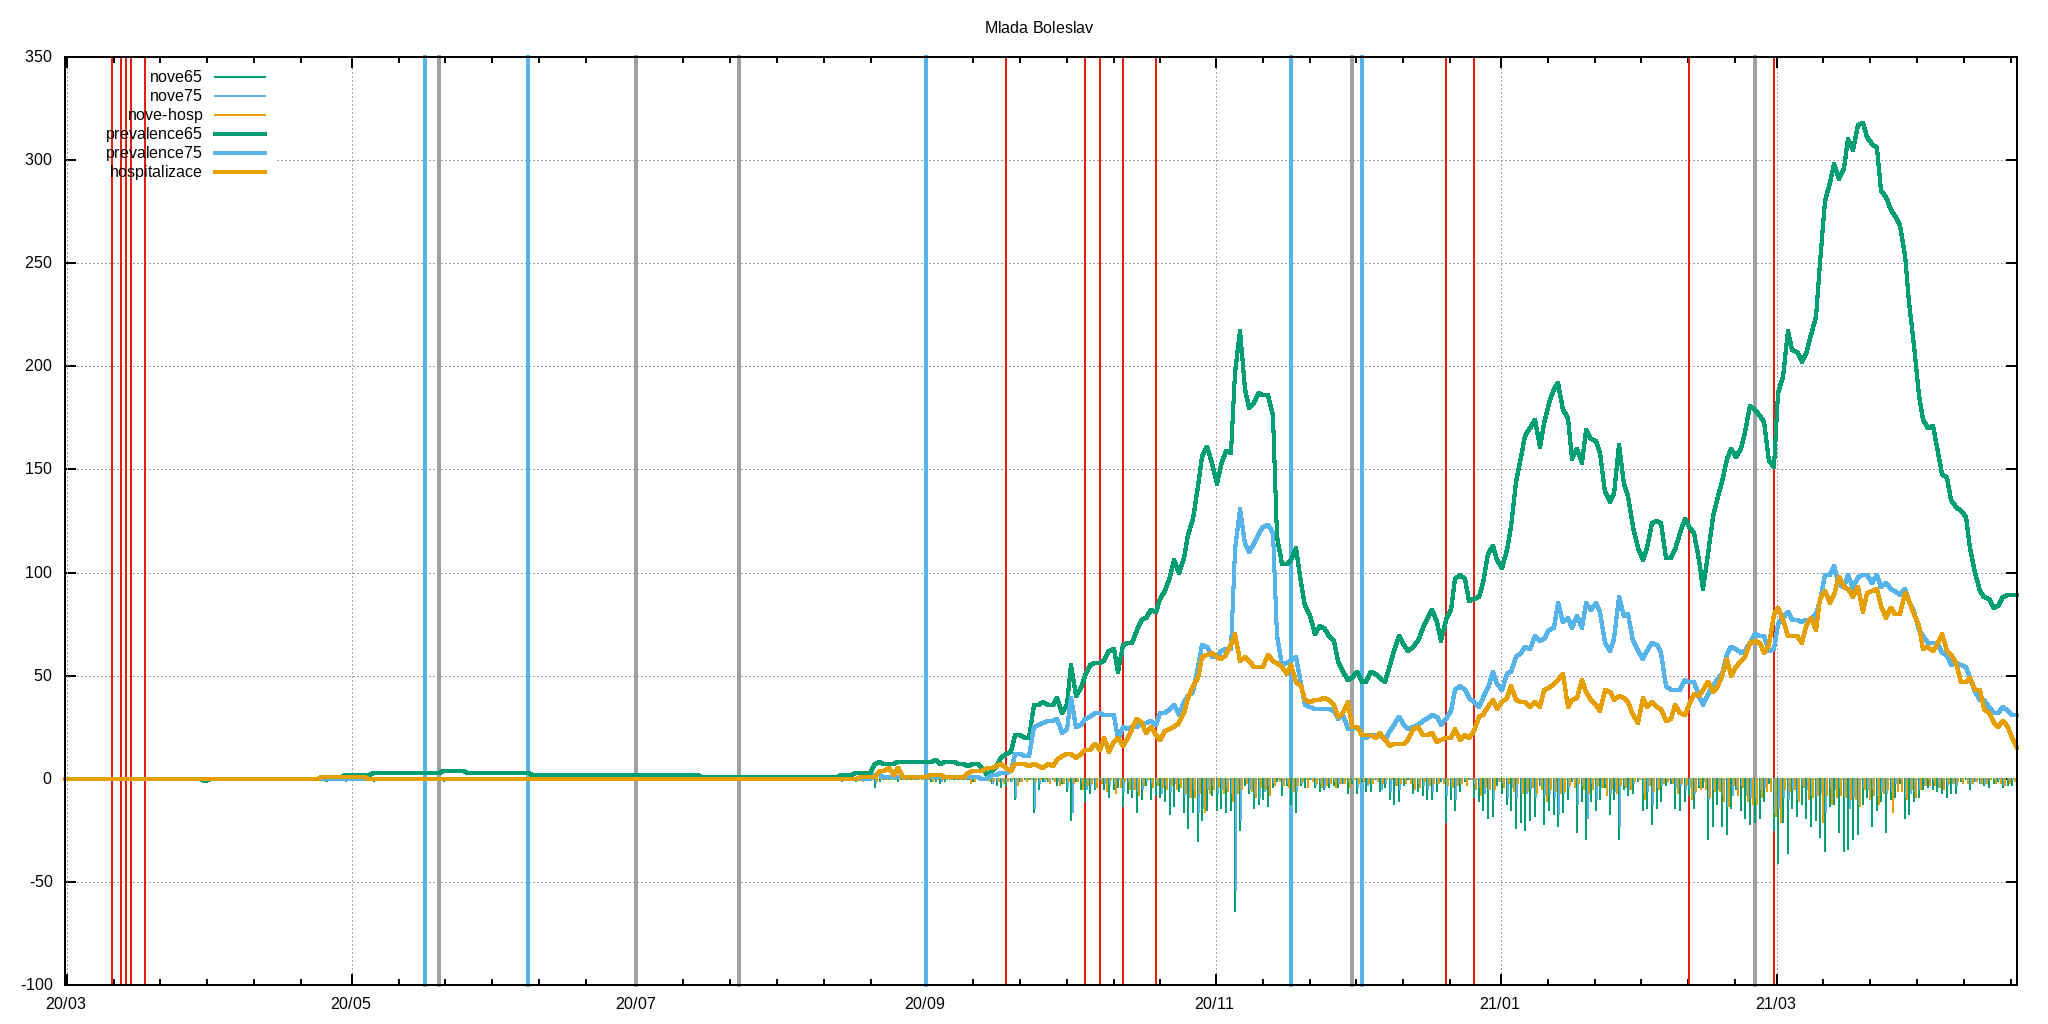 Mlada Boleslav
350
300
250
200
150
100
50
0
-50
-100
nove65
nove75
nove-hosp
prevalence65
prevalence75
hospitalizace
20/03 20/05 20/07 20/09 20/11 21/01 21/03